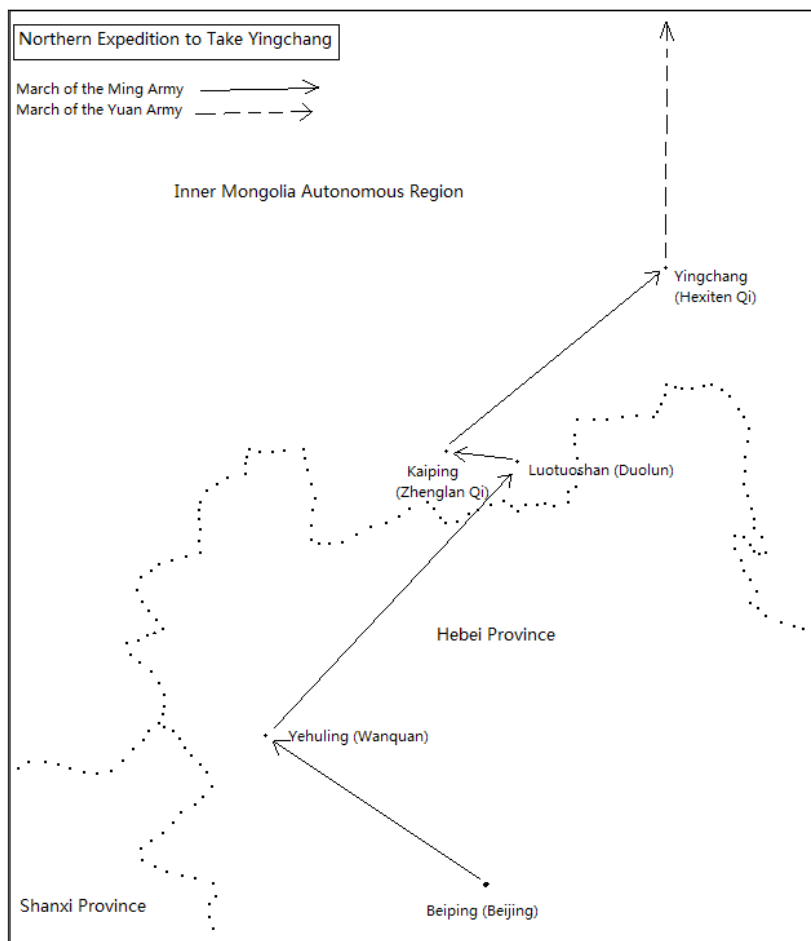 Northern Expedition to Take Yingchang
March of the Ming Army
March of the Yuan Army
Inner Mongolia Autonomous Region
Yingchang
(Hexiten Qi)
Kaiping
(Zhenglan Qi)
Luotuoshan (Duolun)
Hebei Province
Yehuling (Wanquan)
Shanxi Province
Beiping (Beijing)